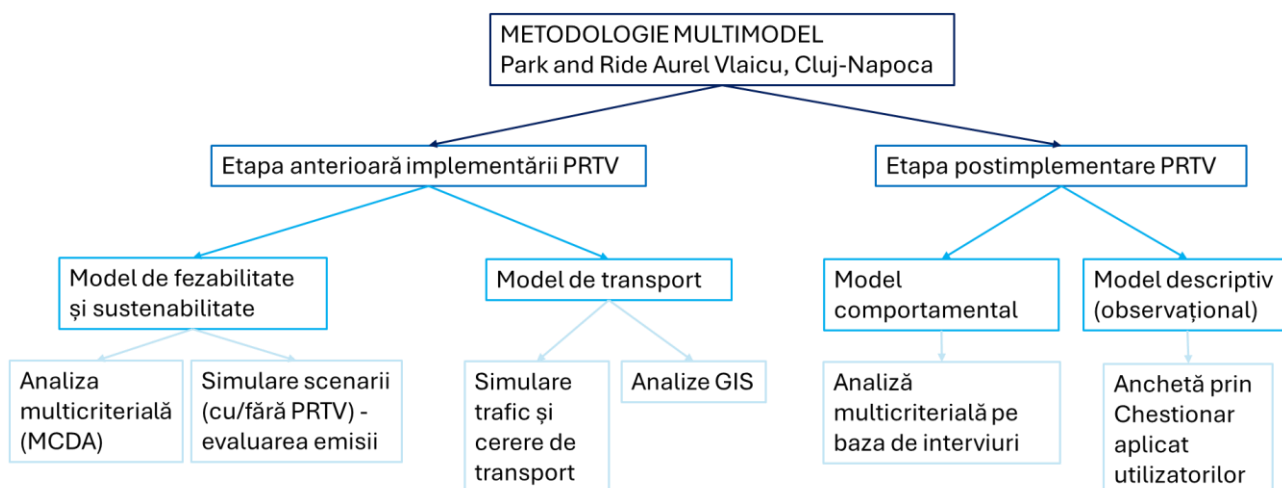 METODOLOGIE MULTIMODEL
Park and Ride Aurel Vlaicu, Cluj-Napoca
Etapa anterioară implementării PRTV
Etapa postimplementare PRTV
Model de fezabilitate
și sustenabilitate
Model de transport
Model
comportamental
Model descriptiv
(observațional)
Analiza
multicriterială
(MCDA)
Simulare scenarii
(cu/fără PRTV) -
evaluarea emisii
Simulare
trafic și
cerere de
transport
Analize GIS
Analiză
multicriterială pe
baza de interviuri
Anchetă prin
Chestionar
aplicat
utilizatorilor